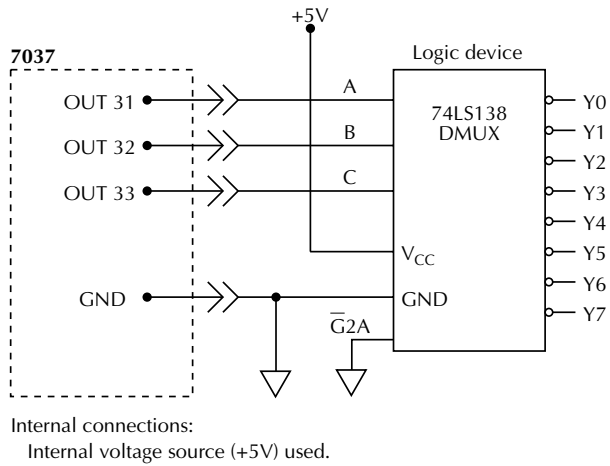 +5V
7037
Logic device
OUT 31
A
74LS138
DMUX
Y0
OUT 32
B
Y1
OUT 33
C
Y2
Y3
Y4
VCC
Y5
GND
GND
Y6
G̅2A
Y7
Internal connections:
Internal voltage source (+5V) used.